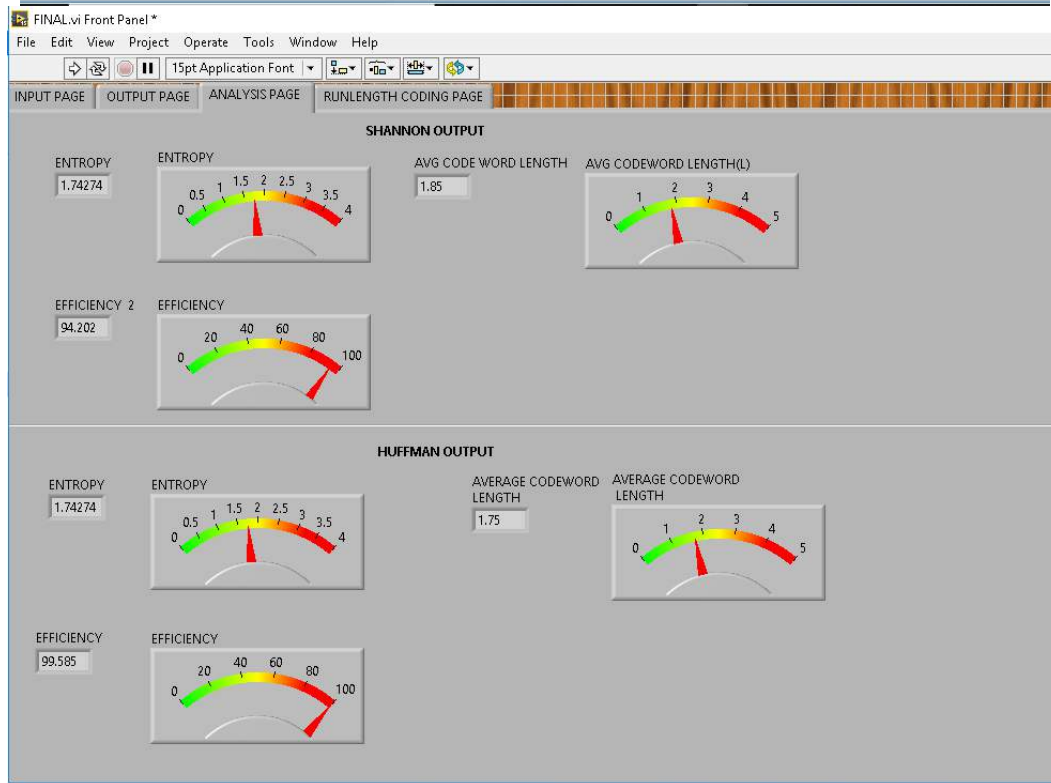 FINAL.vi Front Panel *
File Edit View Project Operate Tools Window Help
15pt Application Font
INPUT PAGE OUTPUT PAGE ANALYSIS PAGE RUNLENGTH CODING PAGE
SHANNON OUTPUT
ENTROPY
1.74274
ENTROPY
0 0.5 1 1.5 2 2.5 3 3.5 4
AVG CODE WORD LENGTH
1.85
AVG CODEWORD LENGTH(L)
0 1 2 3 4 5
EFFICIENCY 2
94.202
EFFICIENCY
0 20 40 60 80 100
HUFFMAN OUTPUT
ENTROPY
1.74274
ENTROPY
0 0.5 1 1.5 2 2.5 3 3.5 4
AVERAGE CODEWORD
LENGTH
1.75
AVERAGE CODEWORD
LENGTH
0 1 2 3 4 5
EFFICIENCY
99.585
EFFICIENCY
0 20 40 60 80 100